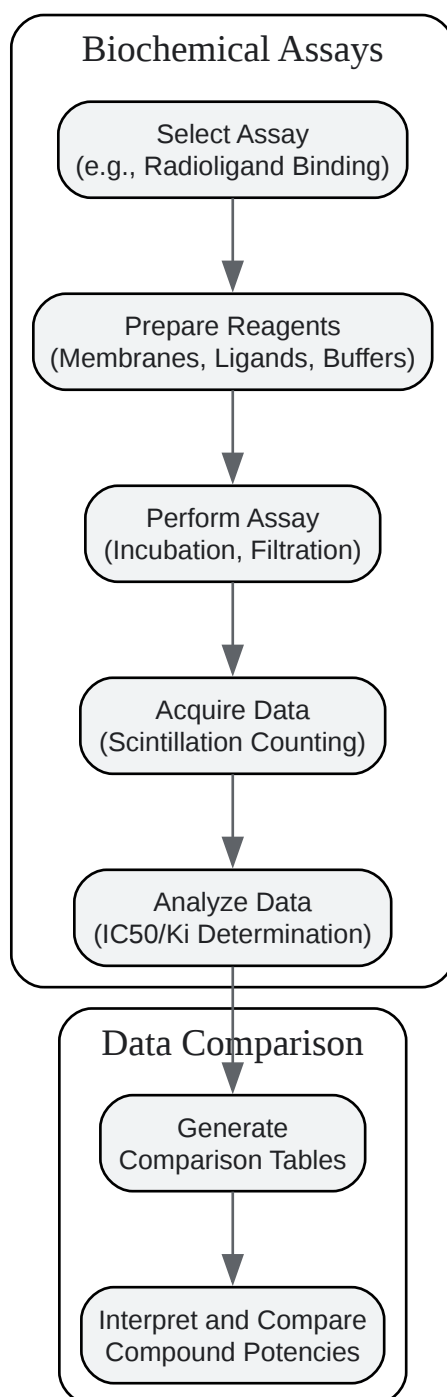 Biochemical Assays
Select Assay
(e.g., Radioligand Binding)
Prepare Reagents
(Membranes, Ligands, Buffers)
Perform Assay
(Incubation, Filtration)
Acquire Data
(Scintillation Counting)
Analyze Data
(IC50/Ki Determination)
Data Comparison
Generate
Comparison Tables
Interpret and Compare
Compound Potencies